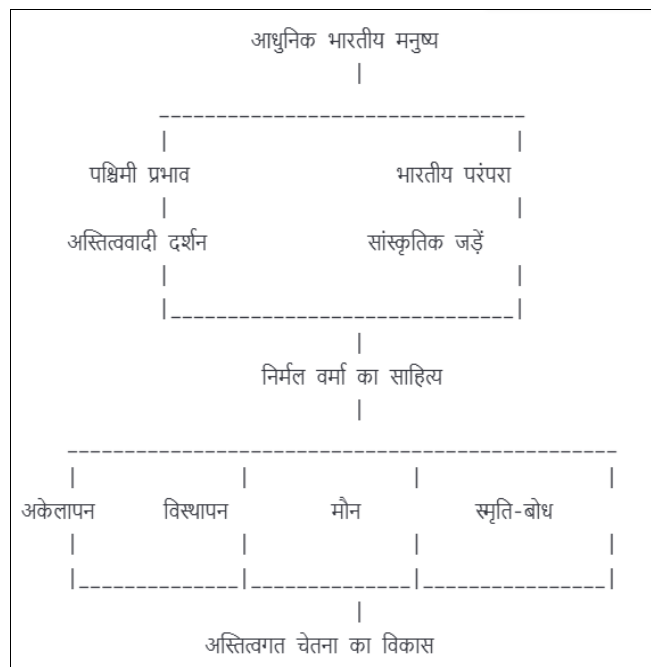 आधुनिक भारतीय मनुष्य
पश्चिमी प्रभाव भारतीय परंपरा
अस्तित्ववादी दर्शन सांस्कृतिक जड़ें
निर्मल वर्मा का साहित्य
अकेलापन विस्थापन मौन स्मृति-बोध
अस्तित्वगत चेतना का विकास